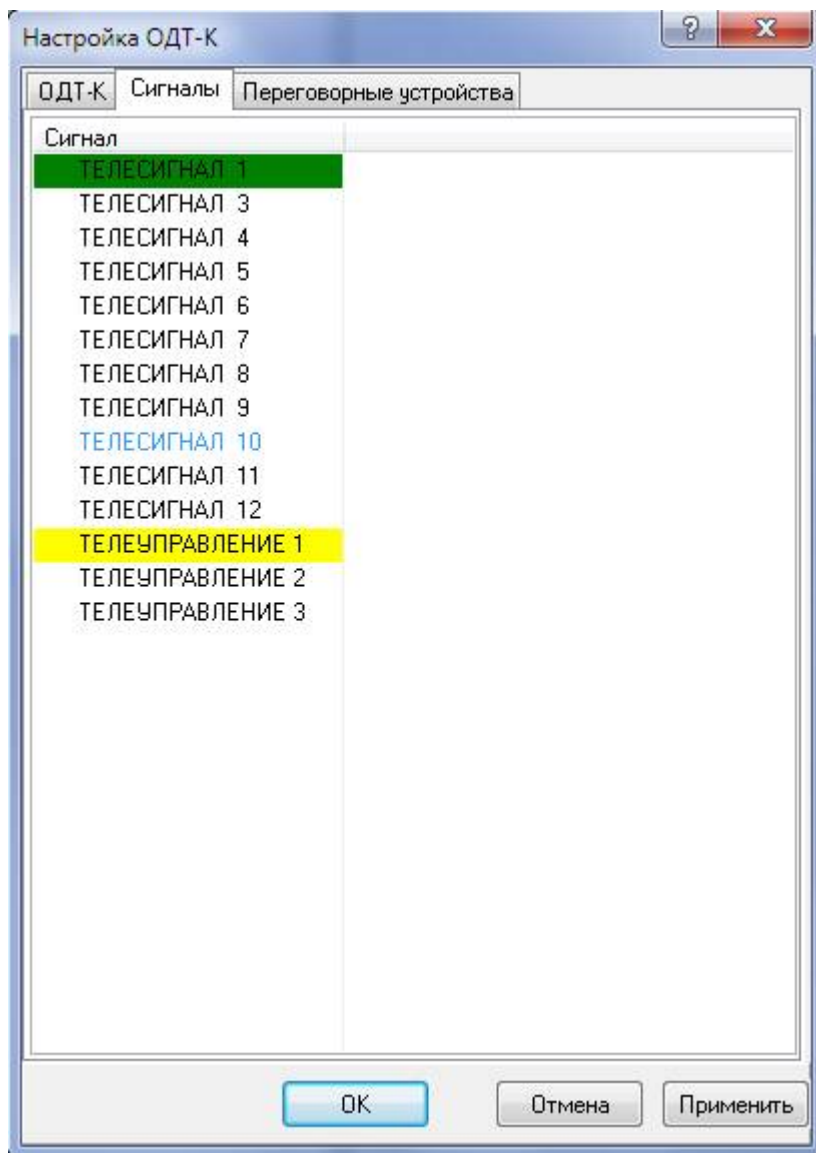 Настройка ОДТ-К
ОДТ-К Сигналы Переговорные устройства
Сигнал
ТЕЛЕСИГНАЛ 1
ТЕЛЕСИГНАЛ 3
ТЕЛЕСИГНАЛ 4
ТЕЛЕСИГНАЛ 5
ТЕЛЕСИГНАЛ 6
ТЕЛЕСИГНАЛ 7
ТЕЛЕСИГНАЛ 8
ТЕЛЕСИГНАЛ 9
ТЕЛЕСИГНАЛ 10
ТЕЛЕСИГНАЛ 11
ТЕЛЕСИГНАЛ 12
ТЕЛЕУПРАВЛЕНИЕ 1
ТЕЛЕУПРАВЛЕНИЕ 2
ТЕЛЕУПРАВЛЕНИЕ 3
OK Отмена Применить